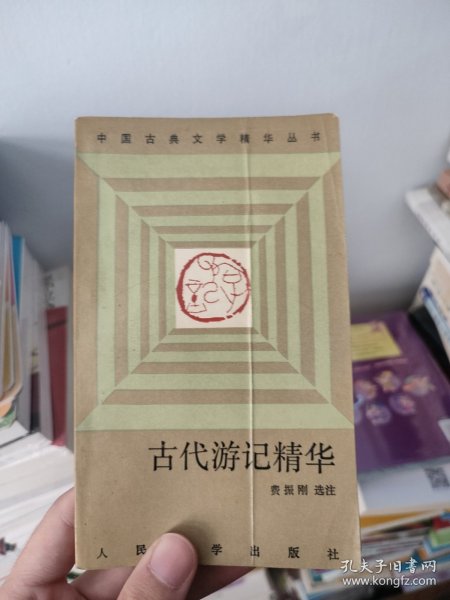 中国古典文学精华丛书
古代游记精华
费振刚 选注
人民 学出版社
孔夫子旧书网
www.kongfz.com